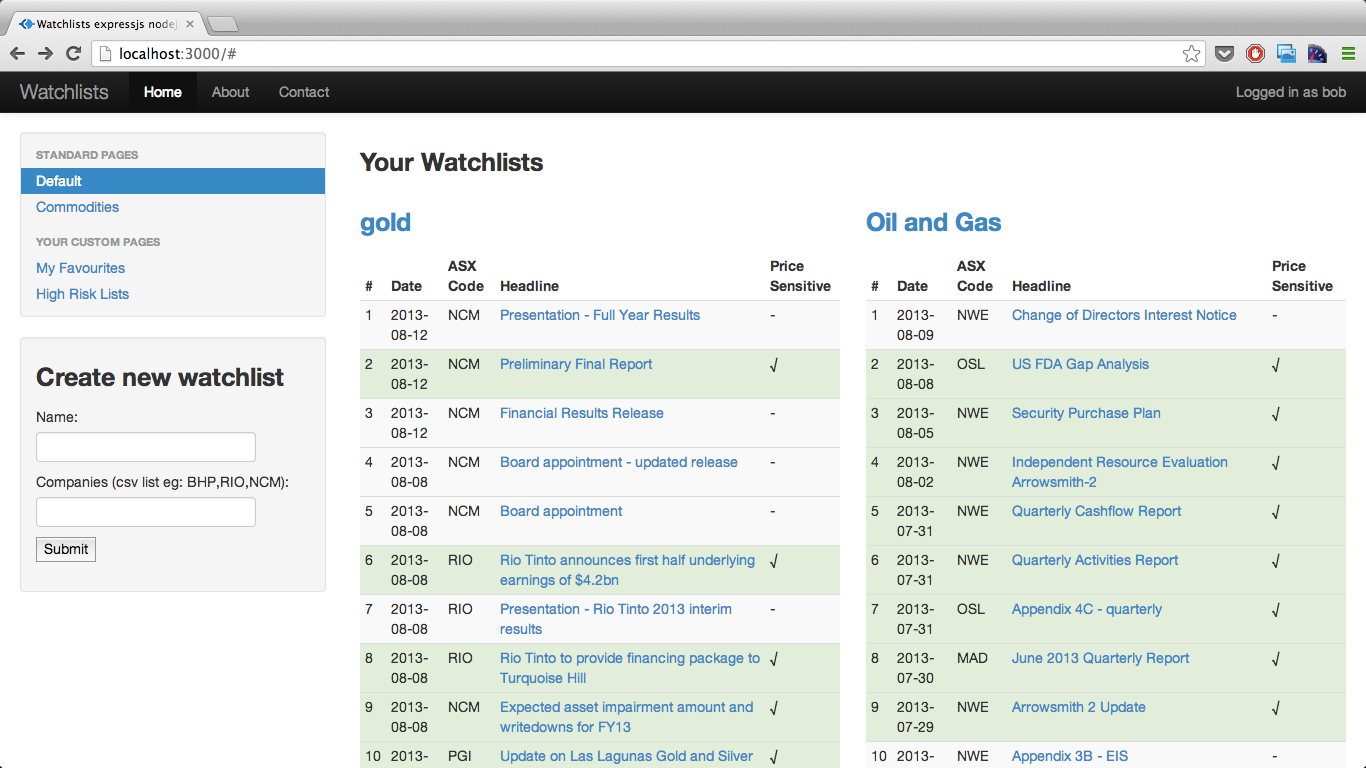 Watchlists expressjs node
localhost:3000/#
Watchlists Home About Contact Logged in as bob
STANDARD PAGES
Default
Commodities
YOUR CUSTOM PAGES
My Favourites
High Risk Lists
Create new watchlist
Name:
Companies (csv list eg: BHP,RIO,NCM):
Submit
Your Watchlists
gold
# Date ASX Code Headline Price Sensitive
1 2013-08-12 NCM Presentation - Full Year Results -
2 2013-08-12 NCM Preliminary Final Report √
3 2013-08-12 NCM Financial Results Release -
4 2013-08-08 NCM Board appointment - updated release -
5 2013-08-08 NCM Board appointment -
6 2013-08-08 RIO Rio Tinto announces first half underlying earnings of $4.2bn √
7 2013-08-08 RIO Presentation - Rio Tinto 2013 interim results -
8 2013-08-08 RIO Rio Tinto to provide financing package to Turquoise Hill √
9 2013-08-08 NCM Expected asset impairment amount and writedowns for FY13 √
10 2013- PGI Update on Las Lagunas Gold and Silver √
Oil and Gas
# Date ASX Code Headline Price Sensitive
1 2013-08-09 NWE Change of Directors Interest Notice -
2 2013-08-08 OSL US FDA Gap Analysis √
3 2013-08-05 NWE Security Purchase Plan √
4 2013-08-02 NWE Independent Resource Evaluation Arrowsmith-2 √
5 2013-07-31 NWE Quarterly Cashflow Report √
6 2013-07-31 NWE Quarterly Activities Report √
7 2013-07-31 OSL Appendix 4C - quarterly √
8 2013-07-30 MAD June 2013 Quarterly Report √
9 2013-07-29 NWE Arrowsmith 2 Update √
10 2013- NWE Appendix 3B - EIS -